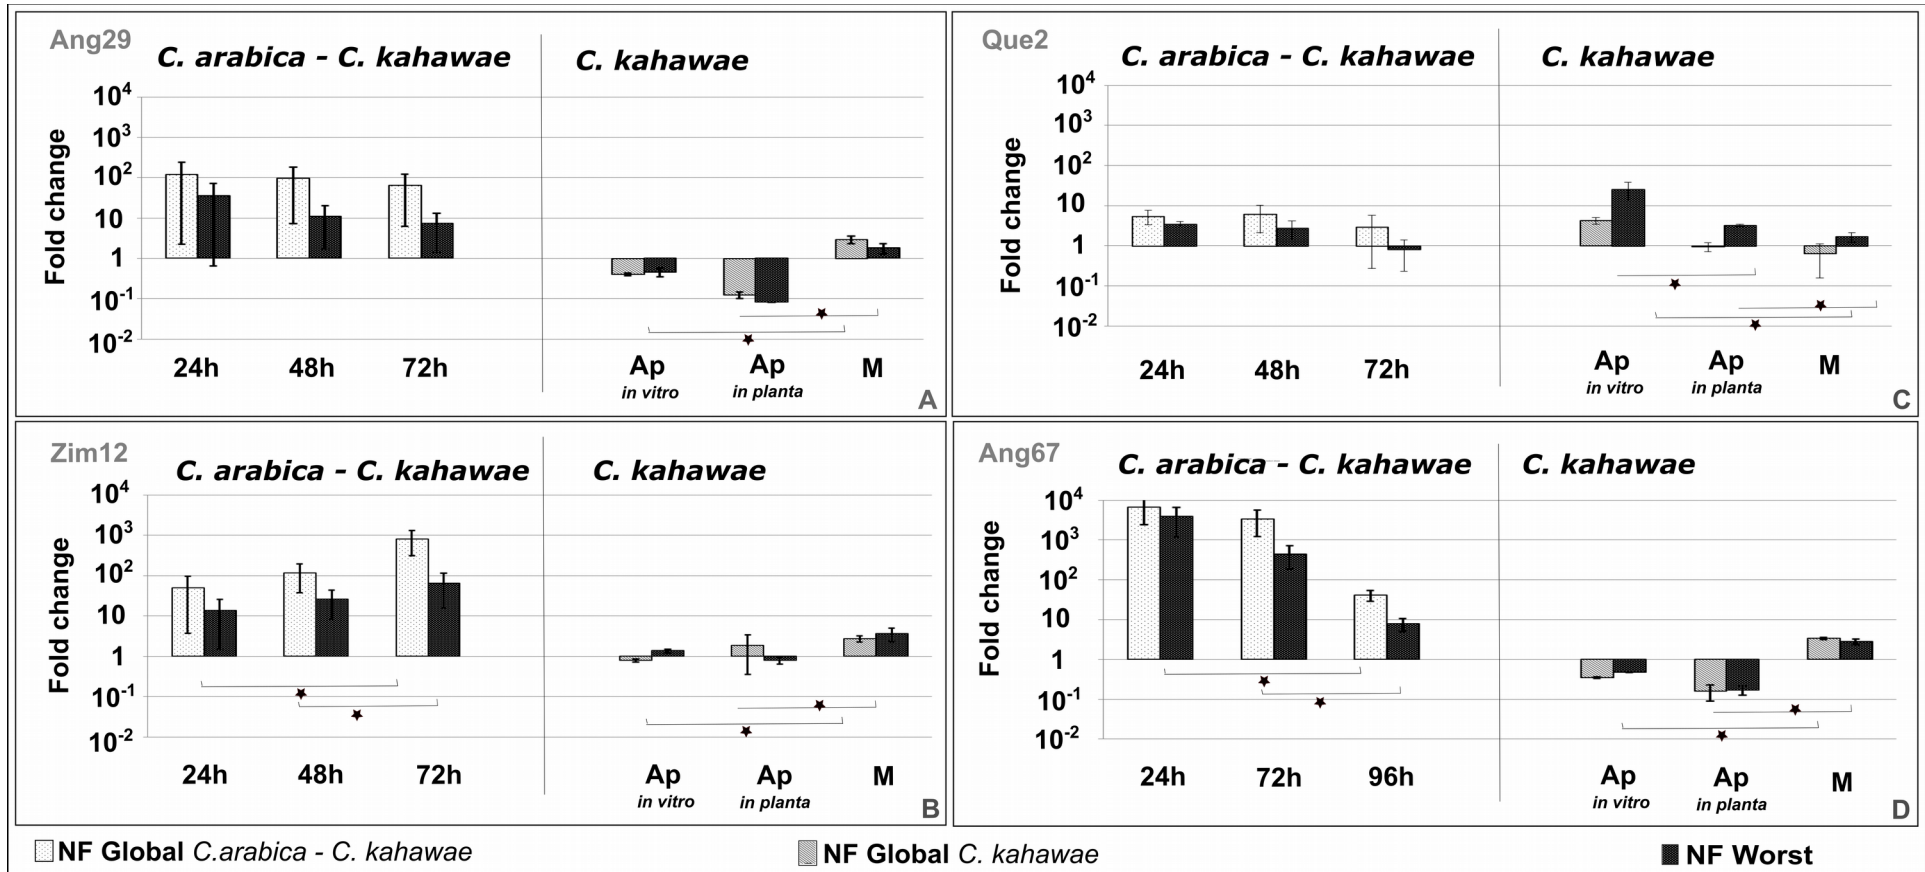 Ang29
C. arabica - C. kahawae
C. kahawae
Fold change
10⁴
10³
10²
10
1
10⁻¹
10⁻²
24h
48h
72h
Ap
in vitro
Ap
in planta
M
A
Que2
C. arabica - C. kahawae
C. kahawae
Fold change
10⁴
10³
10²
10
1
10⁻¹
10⁻²
24h
48h
72h
Ap
in vitro
Ap
in planta
M
C
Zim12
C. arabica - C. kahawae
C. kahawae
Fold change
10⁴
10³
10²
10
1
10⁻¹
10⁻²
24h
48h
72h
Ap
in vitro
Ap
in planta
M
B
Ang67
C. arabica - C. kahawae
C. kahawae
Fold change
10⁴
10³
10²
10
1
10⁻¹
10⁻²
24h
72h
96h
Ap
in vitro
Ap
in planta
M
D
NF Global C.arabica - C. kahawae
NF Global C. kahawae
NF Worst